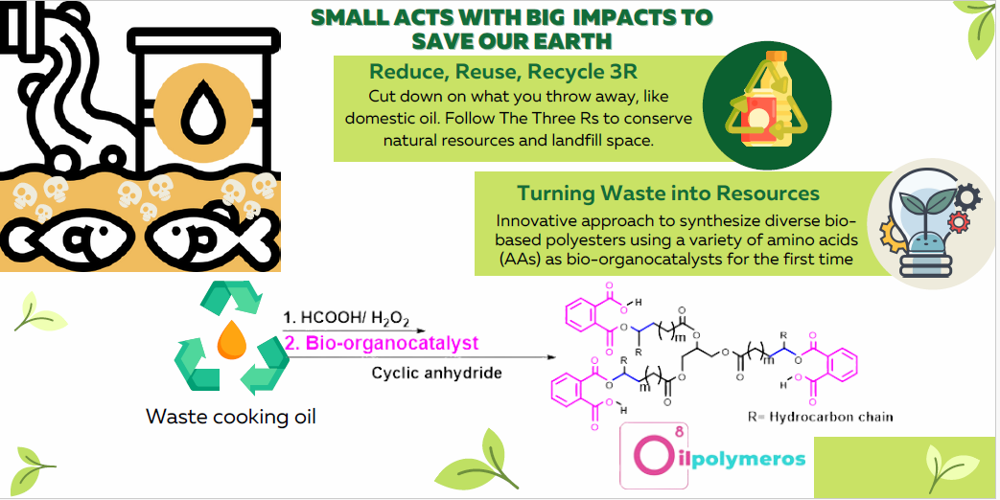 SMALL ACTS WITH BIG IMPACTS TO
SAVE OUR EARTH
Reduce, Reuse, Recycle 3R
Cut down on what you throw away, like
domestic oil. Follow The Three Rs to conserve
natural resources and landfill space.
Turning Waste into Resources
Innovative approach to synthesize diverse bio-
based polyesters using a variety of amino acids
(AAs) as bio-organocatalysts for the first time
1. HCOOH/ H₂O₂
2. Bio-organocatalyst
Cyclic anhydride
Waste cooking oil
O
O H
O
O
R
m
O
O
O
O
R
m
O
O
O
H O
O
O
O
R
m
O
O
O
O H
R= Hydrocarbon chain
8
Oilpolymeros